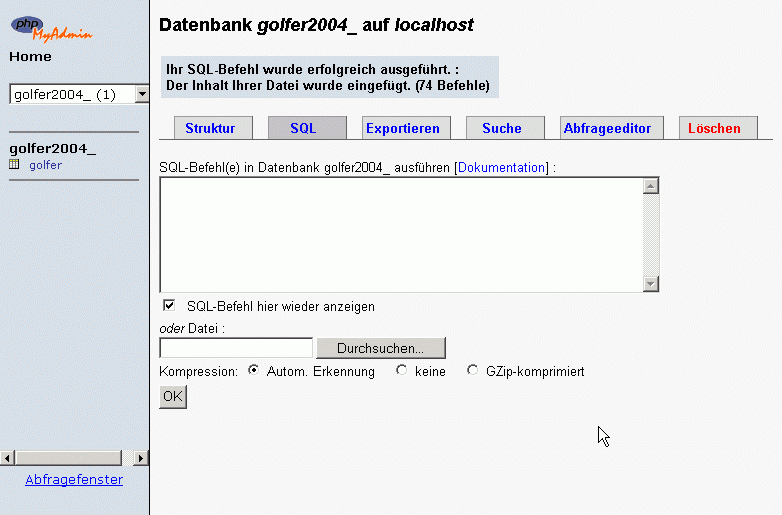 php
MyAdmin
Home
golfer2004_ (1)
golfer2004_
golfer
Abfragefenster
Datenbank golfer2004_ auf localhost
Ihr SQL-Befehl wurde erfolgreich ausgeführt. :
Der Inhalt Ihrer Datei wurde eingefügt. (74 Befehle)
Struktur SQL Exportieren Suche Abfrageeditor Löschen
SQL-Befehl(e) in Datenbank golfer2004_ ausführen [Dokumentation] :
SQL-Befehl hier wieder anzeigen
oder Datei :
Durchsuchen...
Kompression: Autom. Erkennung keine GZip-komprimiert
OK